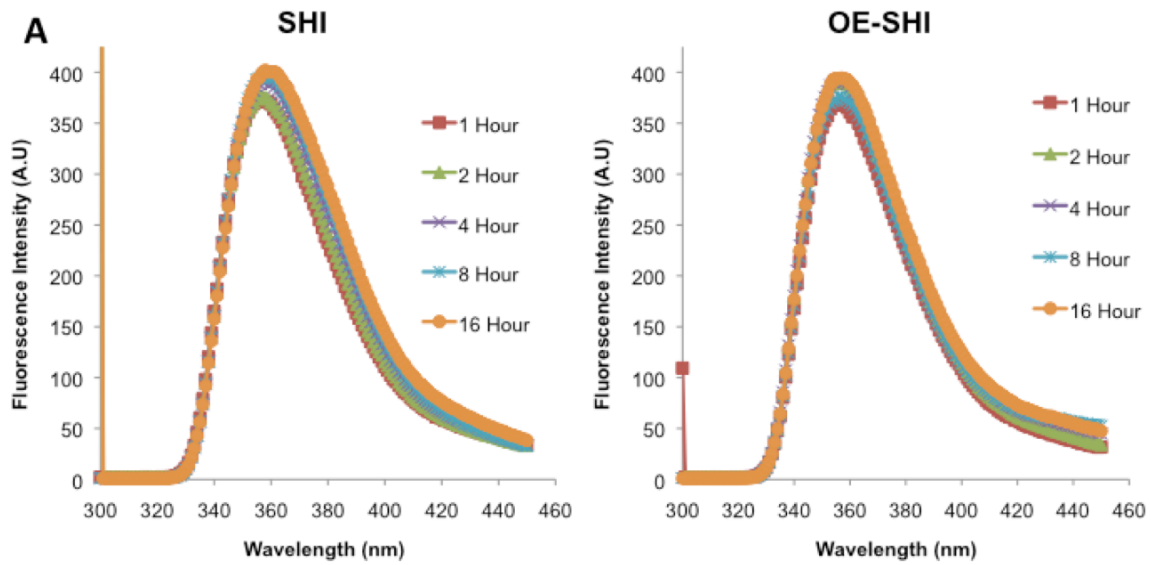 A
SHI
OE-SHI
Fluorescence Intensity (A.U)
400
350
300
250
200
150
100
50
0
300 320 340 360 380 400 420 440 460
Wavelength (nm)
1 Hour
2 Hour
4 Hour
8 Hour
16 Hour
Fluorescence Intensity (A.U)
400
350
300
250
200
150
100
50
0
300 320 340 360 380 400 420 440 460
Wavelength (nm)
1 Hour
2 Hour
4 Hour
8 Hour
16 Hour